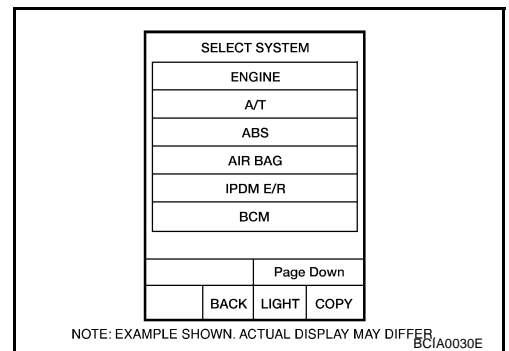 SELECT SYSTEM
ENGINE
A/T
ABS
AIR BAG
IPDM E/R
BCM
Page Down
BACK LIGHT COPY
NOTE: EXAMPLE SHOWN. ACTUAL DISPLAY MAY DIFFER.
BCIA0030E